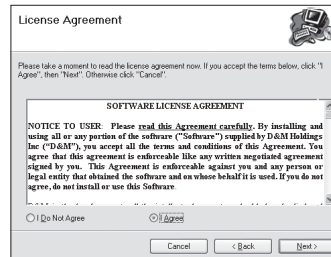 License Agreement
Please take a moment to read the license agreement now. If you accept the terms below, click "I
Agree", then "Next". Otherwise click "Cancel".
SOFTWARE LICENSE AGREEMENT
NOTICE TO USER: Please read this Agreement carefully. By installing and
using all or any portion of the software ("Software") supplied by D&M Holdings
Inc ("D&M"), you accept all the terms and conditions of this Agreement. You
agree that this agreement is enforceable like any written negotiated agreement
signed by you. This Agreement is enforceable against you and any person or
legal entity that obtained the software and on whose behalf it is used. If you do not
agree, do not install or use this Software.
I Do Not Agree
I Agree
Cancel
< Back
Next >